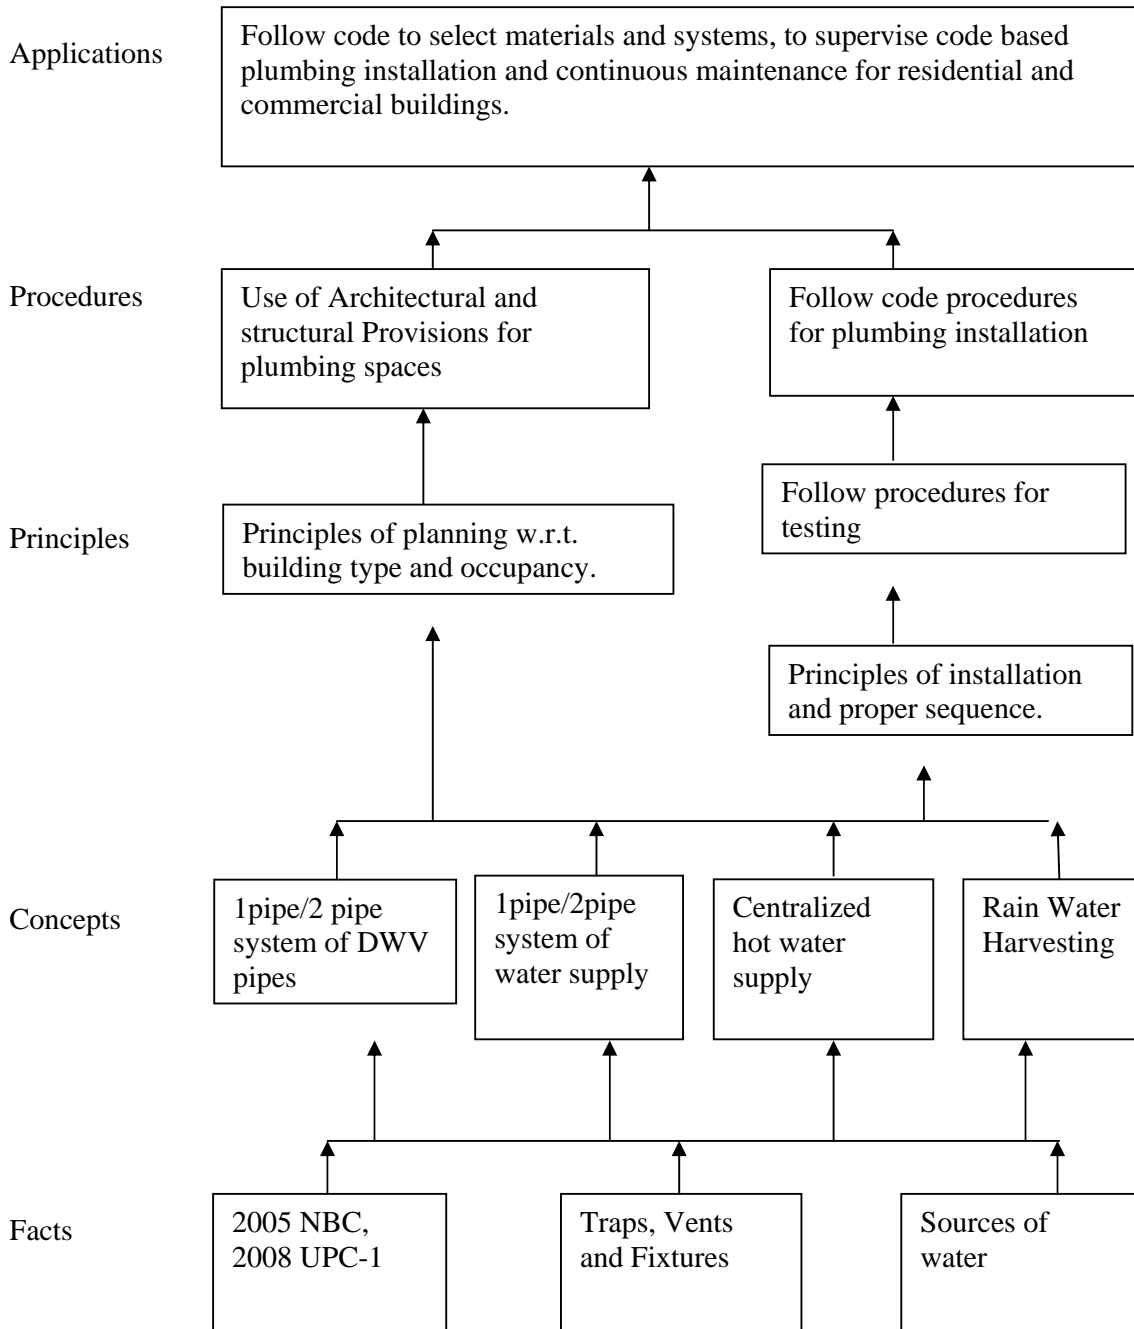 Applications
Follow code to select materials and systems, to supervise code based
plumbing installation and continuous maintenance for residential and
commercial buildings.
Procedures
Use of Architectural and
structural Provisions for
plumbing spaces
Follow code procedures
for plumbing installation
Follow procedures for
testing
Principles
Principles of planning w.r.t.
building type and occupancy.
Principles of installation
and proper sequence.
Concepts
1pipe/2 pipe
system of DWV
pipes
1pipe/2pipe
system of
water supply
Centralized
hot water
supply
Rain Water
Harvesting
Facts
2005 NBC,
2008 UPC-1
Traps, Vents
and Fixtures
Sources of
water